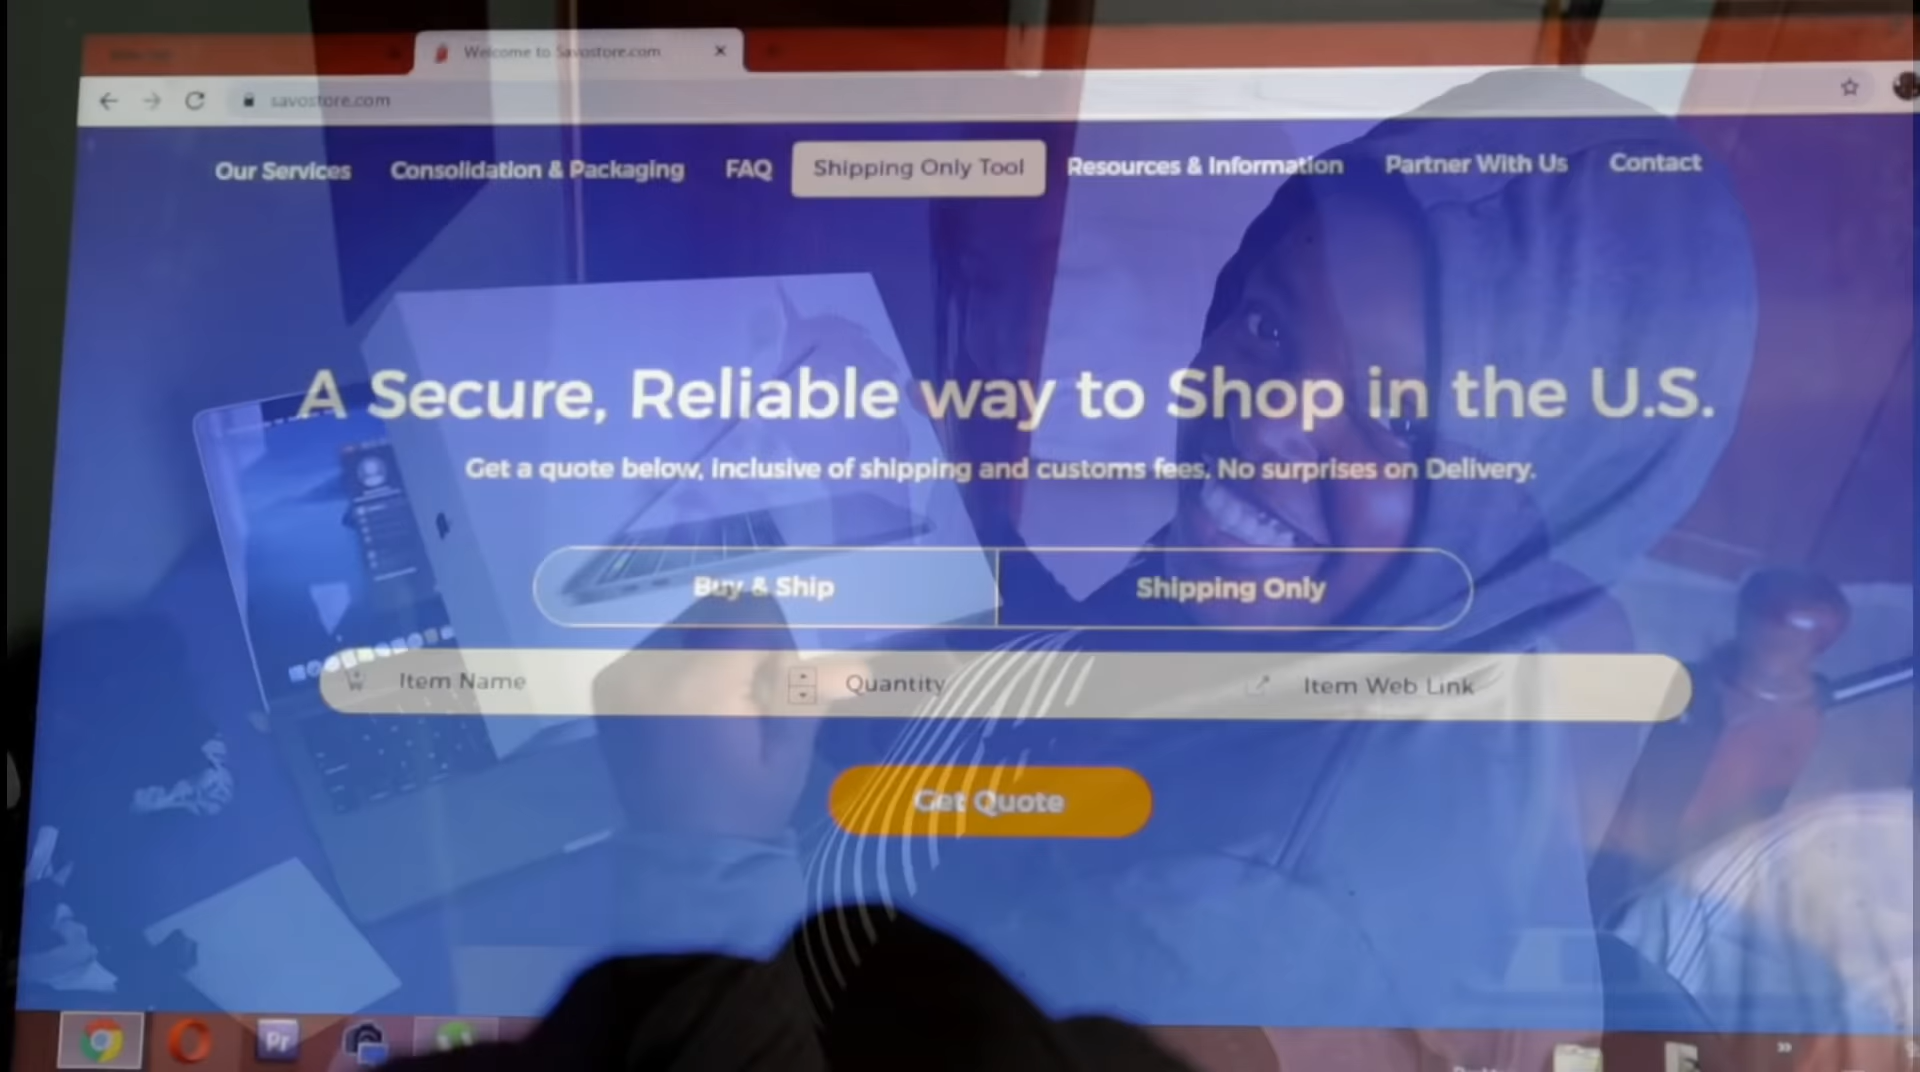 Welcome to Savostore.com
savostore.com
Our Services
Consolidation & Packaging
FAQ
Shipping Only Tool
Resources & Information
Partner With Us
Contact
A Secure, Reliable way to Shop in the U.S.
Get a quote below, inclusive of shipping and customs fees. No surprises on Delivery.
Buy & Ship
Shipping Only
Item Name
Quantity
Item Web Link
Get Quote
Pr